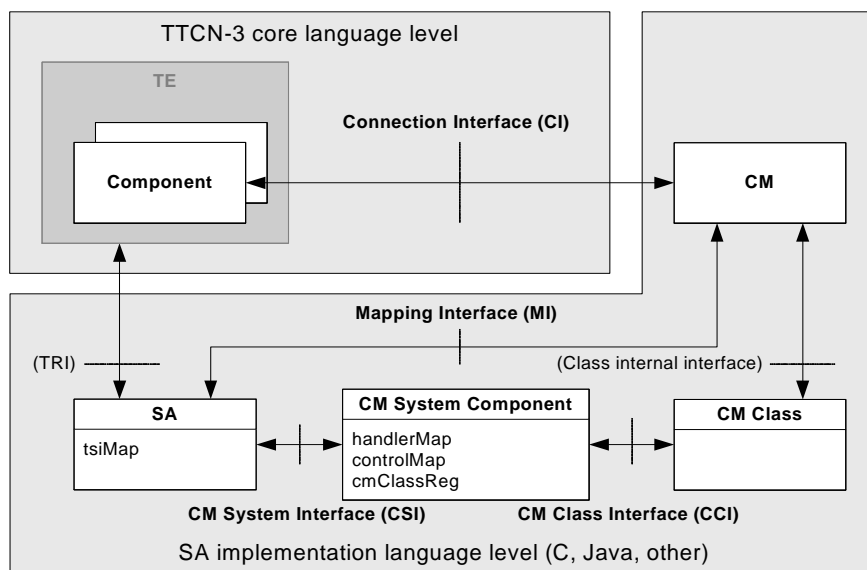 TTCN-3 core language level
TE
Connection Interface (CI)
Component
CM
Mapping Interface (MI)
(TRI)
(Class internal interface)
SA
CM System Component
CM Class
tsiMap
handlerMap
controlMap
cmClassReg
CM System Interface (CSI)
CM Class Interface (CCI)
SA implementation language level (C, Java, other)